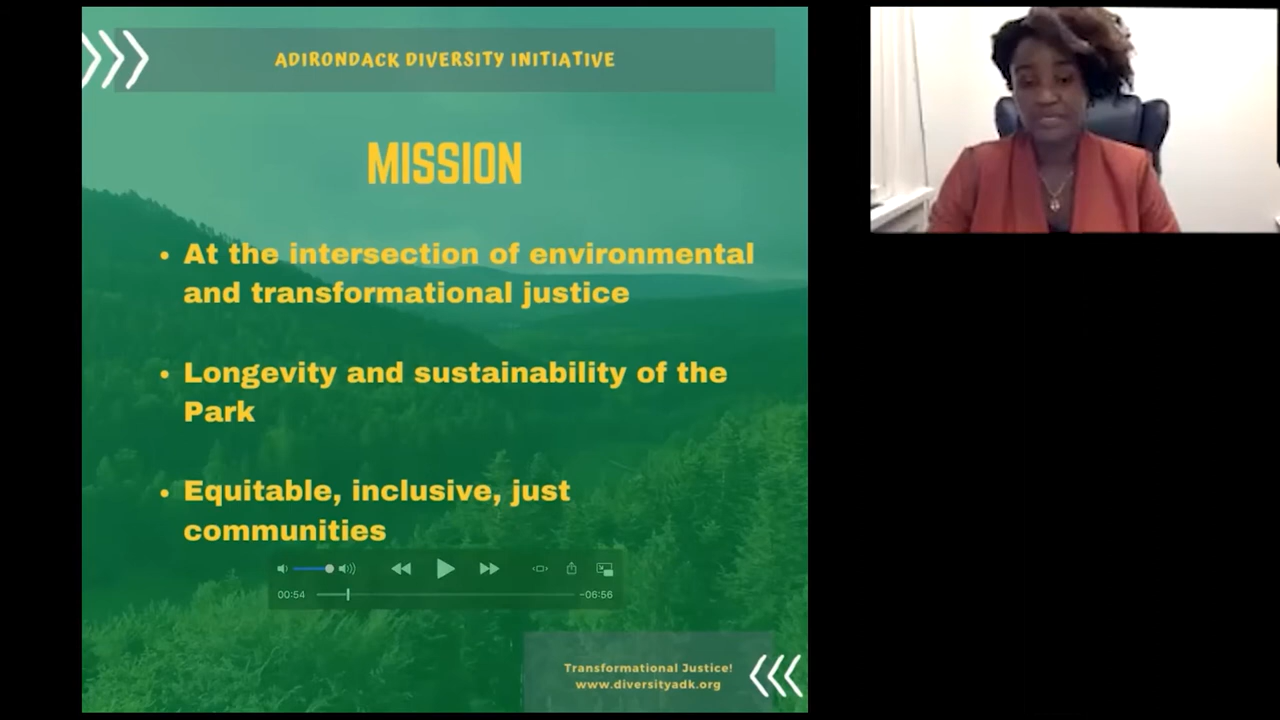 ADIRONDACK DIVERSITY INITIATIVE
MISSION
• At the intersection of environmental
and transformational justice
• Longevity and sustainability of the
Park
• Equitable, inclusive, just
communities
00:54
-06:56
Transformational Justice!
www.diversityadk.org